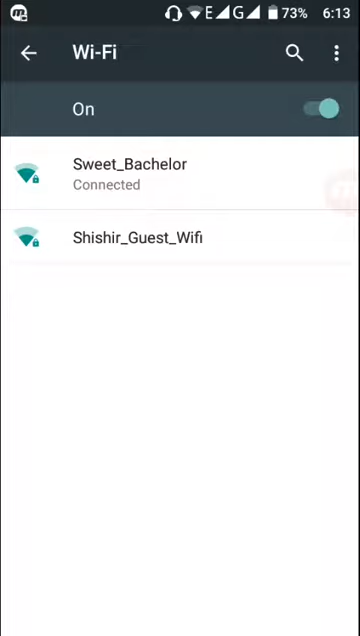 E G 73% 6:13
Wi-Fi
On
Sweet_Bachelor
Connected
Shishir_Guest_Wifi